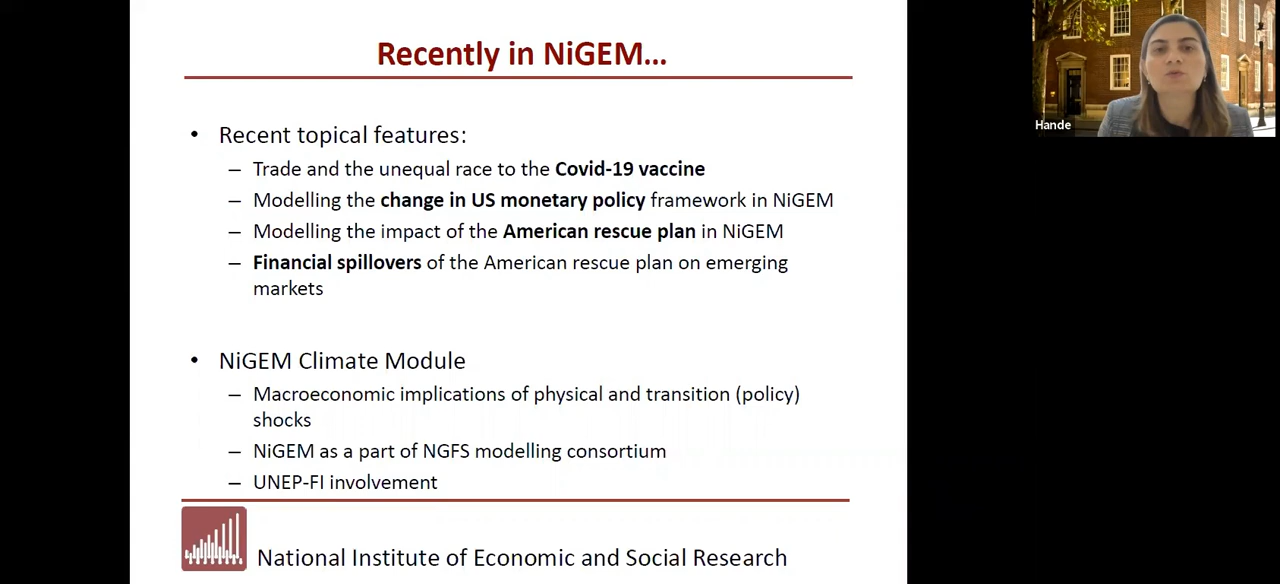 Recently in NiGEM…
Hande
• Recent topical features:
– Trade and the unequal race to the Covid-19 vaccine
– Modelling the change in US monetary policy framework in NiGEM
– Modelling the impact of the American rescue plan in NiGEM
– Financial spillovers of the American rescue plan on emerging
markets
• NiGEM Climate Module
– Macroeconomic implications of physical and transition (policy)
shocks
– NiGEM as a part of NGFS modelling consortium
– UNEP-FI involvement
National Institute of Economic and Social Research